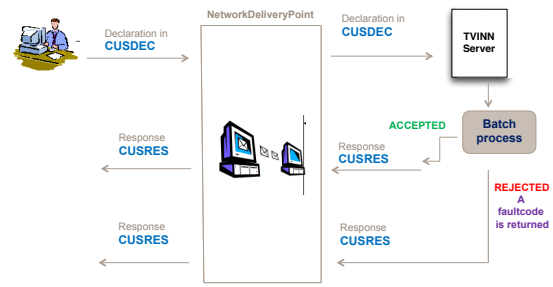 NetworkDeliveryPoint
Declaration in
CUSDEC
Declaration in
CUSDEC
TVINN
Server
Batch
process
ACCEPTED
Response
CUSRES
Response
CUSRES
REJECTED
A
faultcode
is returned
Response
CUSRES
Response
CUSRES